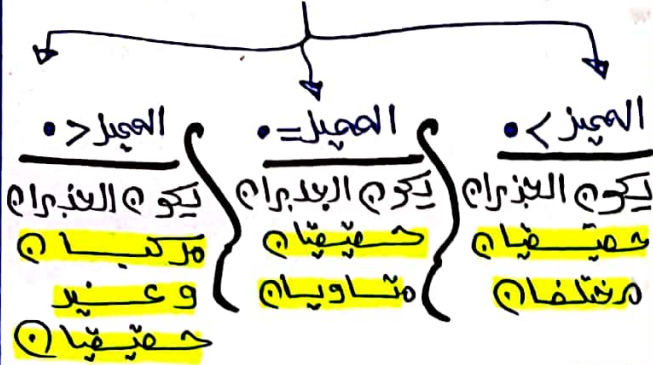 المميز > ٠
يكون الجذران
حقيقيان
مختلفان
المميز = ٠
يكون الجذران
حقيقيان
متساويان
المميز < ٠
يكون الجذران
مركبان
وغير
حقيقيان